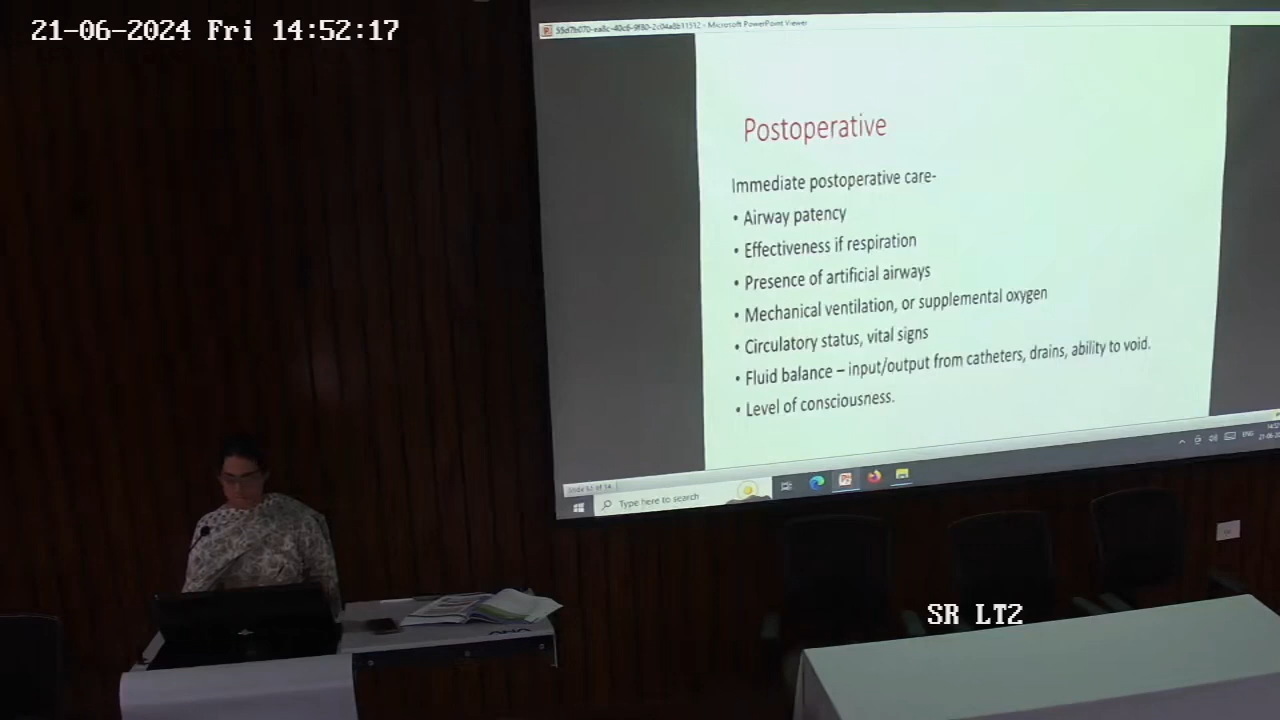 21-06-2024 Fri 14:52:17
Microsoft PowerPoint Viewer
Postoperative
Immediate postoperative care-
• Airway patency
• Effectiveness if respiration
• Presence of artificial airways
• Mechanical ventilation, or supplemental oxygen
• Circulatory status, vital signs
• Fluid balance – input/output from catheters, drains, ability to void.
• Level of consciousness.
ENG
Type here to search
SR LT2